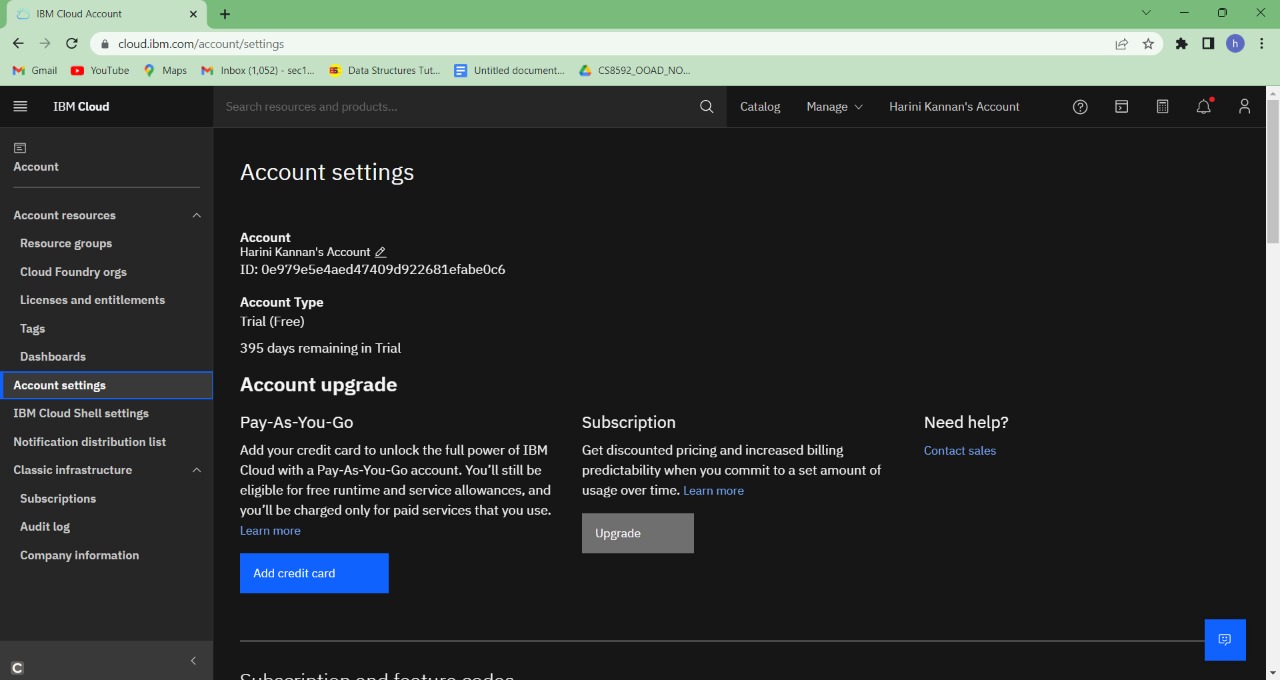 IBM Cloud Account
cloud.ibm.com/account/settings
h
Gmail
YouTube
Maps
Inbox (1,052) - sec1...
Data Structures Tut...
Untitled document...
CS8592_OOAD_NO...
IBM Cloud
Search resources and products...
Catalog
Manage
Harini Kannan's Account
Account
Account resources
Resource groups
Cloud Foundry orgs
Licenses and entitlements
Tags
Dashboards
Account settings
IBM Cloud Shell settings
Notification distribution list
Classic infrastructure
Subscriptions
Audit log
Company information
C
Account settings
Account
Harini Kannan's Account
ID: 0e979e5e4aed47409d922681efabe0c6
Account Type
Trial (Free)
395 days remaining in Trial
Account upgrade
Pay-As-You-Go
Add your credit card to unlock the full power of IBM
Cloud with a Pay-As-You-Go account. You'll still be
eligible for free runtime and service allowances, and
you'll be charged only for paid services that you use.
Learn more
Add credit card
Subscription
Get discounted pricing and increased billing
predictability when you commit to a set amount of
usage over time. Learn more
Upgrade
Need help?
Contact sales
Subscription and feature codes